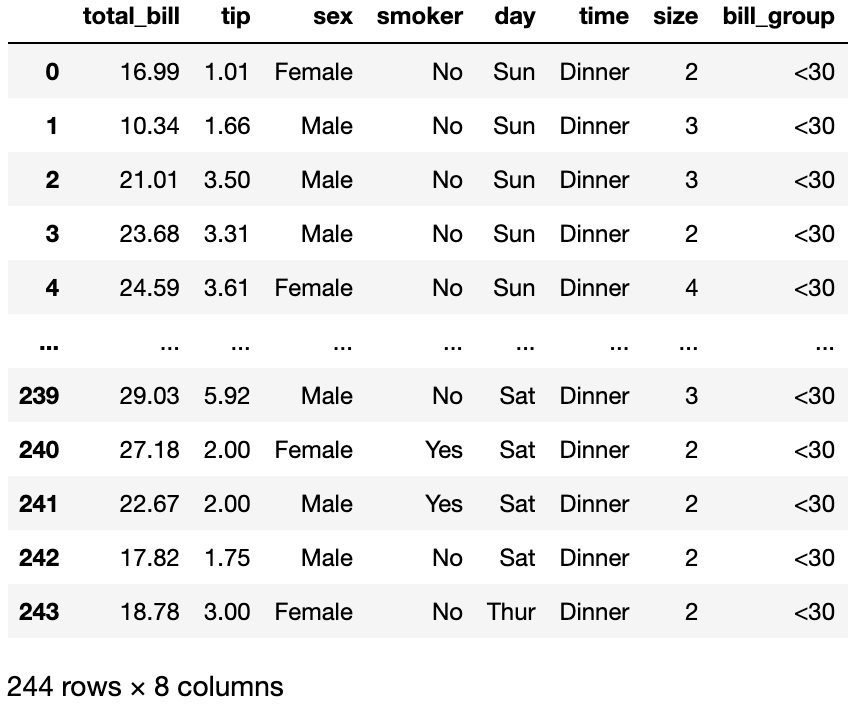 total_bill tip sex smoker day time size bill_group
0 16.99 1.01 Female No Sun Dinner 2 <30
1 10.34 1.66 Male No Sun Dinner 3 <30
2 21.01 3.50 Male No Sun Dinner 3 <30
3 23.68 3.31 Male No Sun Dinner 2 <30
4 24.59 3.61 Female No Sun Dinner 4 <30
... ... ... ... ... ... ... ... ...
239 29.03 5.92 Male No Sat Dinner 3 <30
240 27.18 2.00 Female Yes Sat Dinner 2 <30
241 22.67 2.00 Male Yes Sat Dinner 2 <30
242 17.82 1.75 Male No Sat Dinner 2 <30
243 18.78 3.00 Female No Thur Dinner 2 <30
244 rows × 8 columns